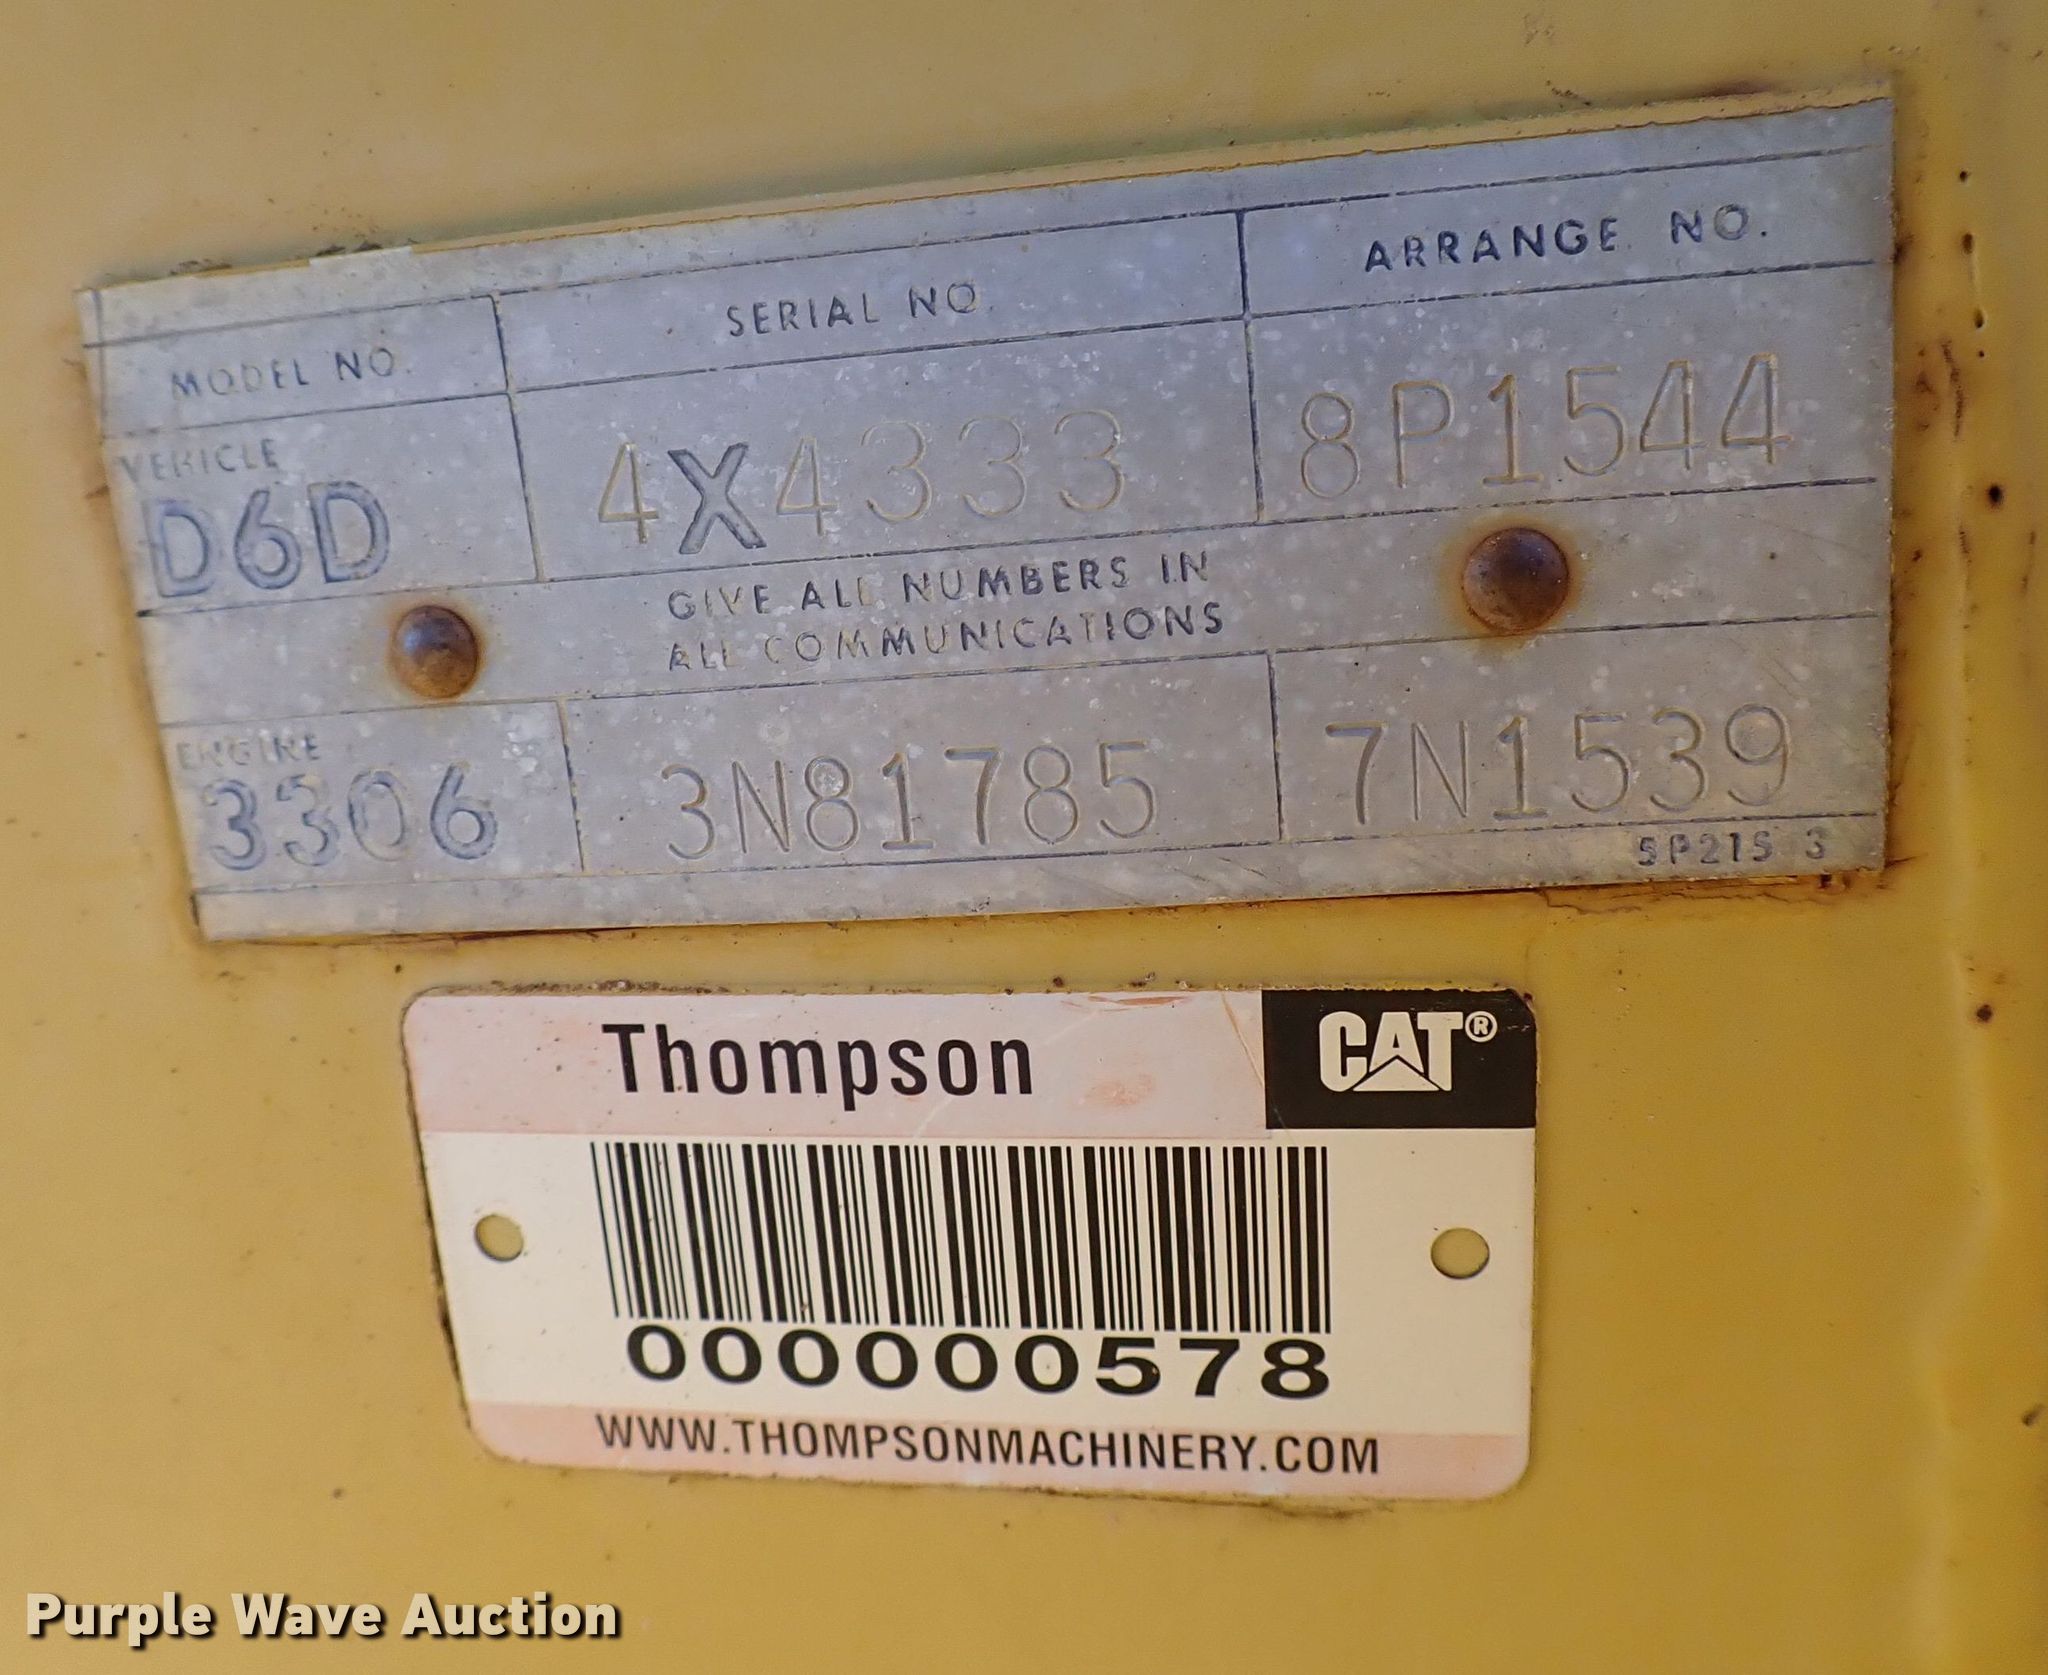 MODEL NO. SERIAL NO. ARRANGE NO.
VEHICLE
D6D 4X4333 8P1544
GIVE ALL NUMBERS IN
ALL COMMUNICATIONS
ENGINE
3306 3N81785 7N1539
5P215 3
Thompson CAT®
000000578
WWW.THOMPSONMACHINERY.COM
Purple Wave Auction